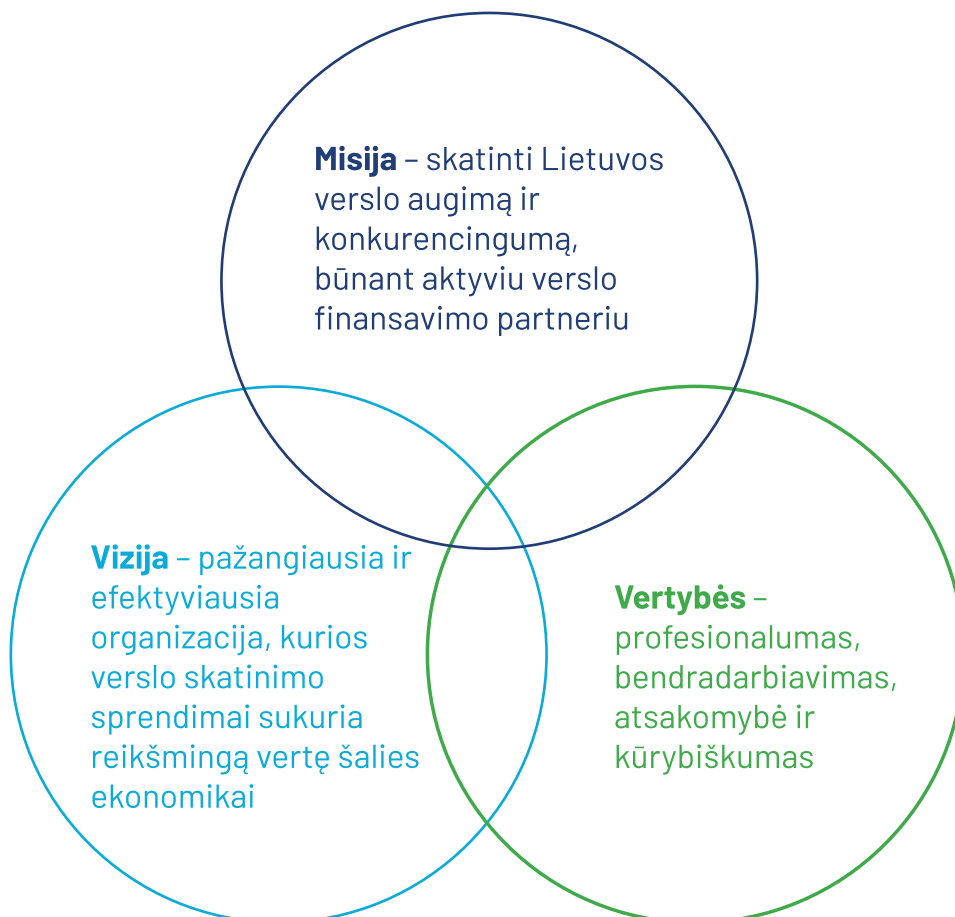 Misija – skatinti Lietuvos
verslo augimą ir
konkurencingumą,
būnant aktyviu verslo
finansavimo partneriu
Vizija – pažangiausia ir
efektyviausia
organizacija, kurios
verslo skatinimo
sprendimai sukuria
reikšmingą vertę šalies
ekonomikai
Vertybės –
profesionalumas,
bendradarbiavimas,
atsakomybė ir
kūrybiškumas